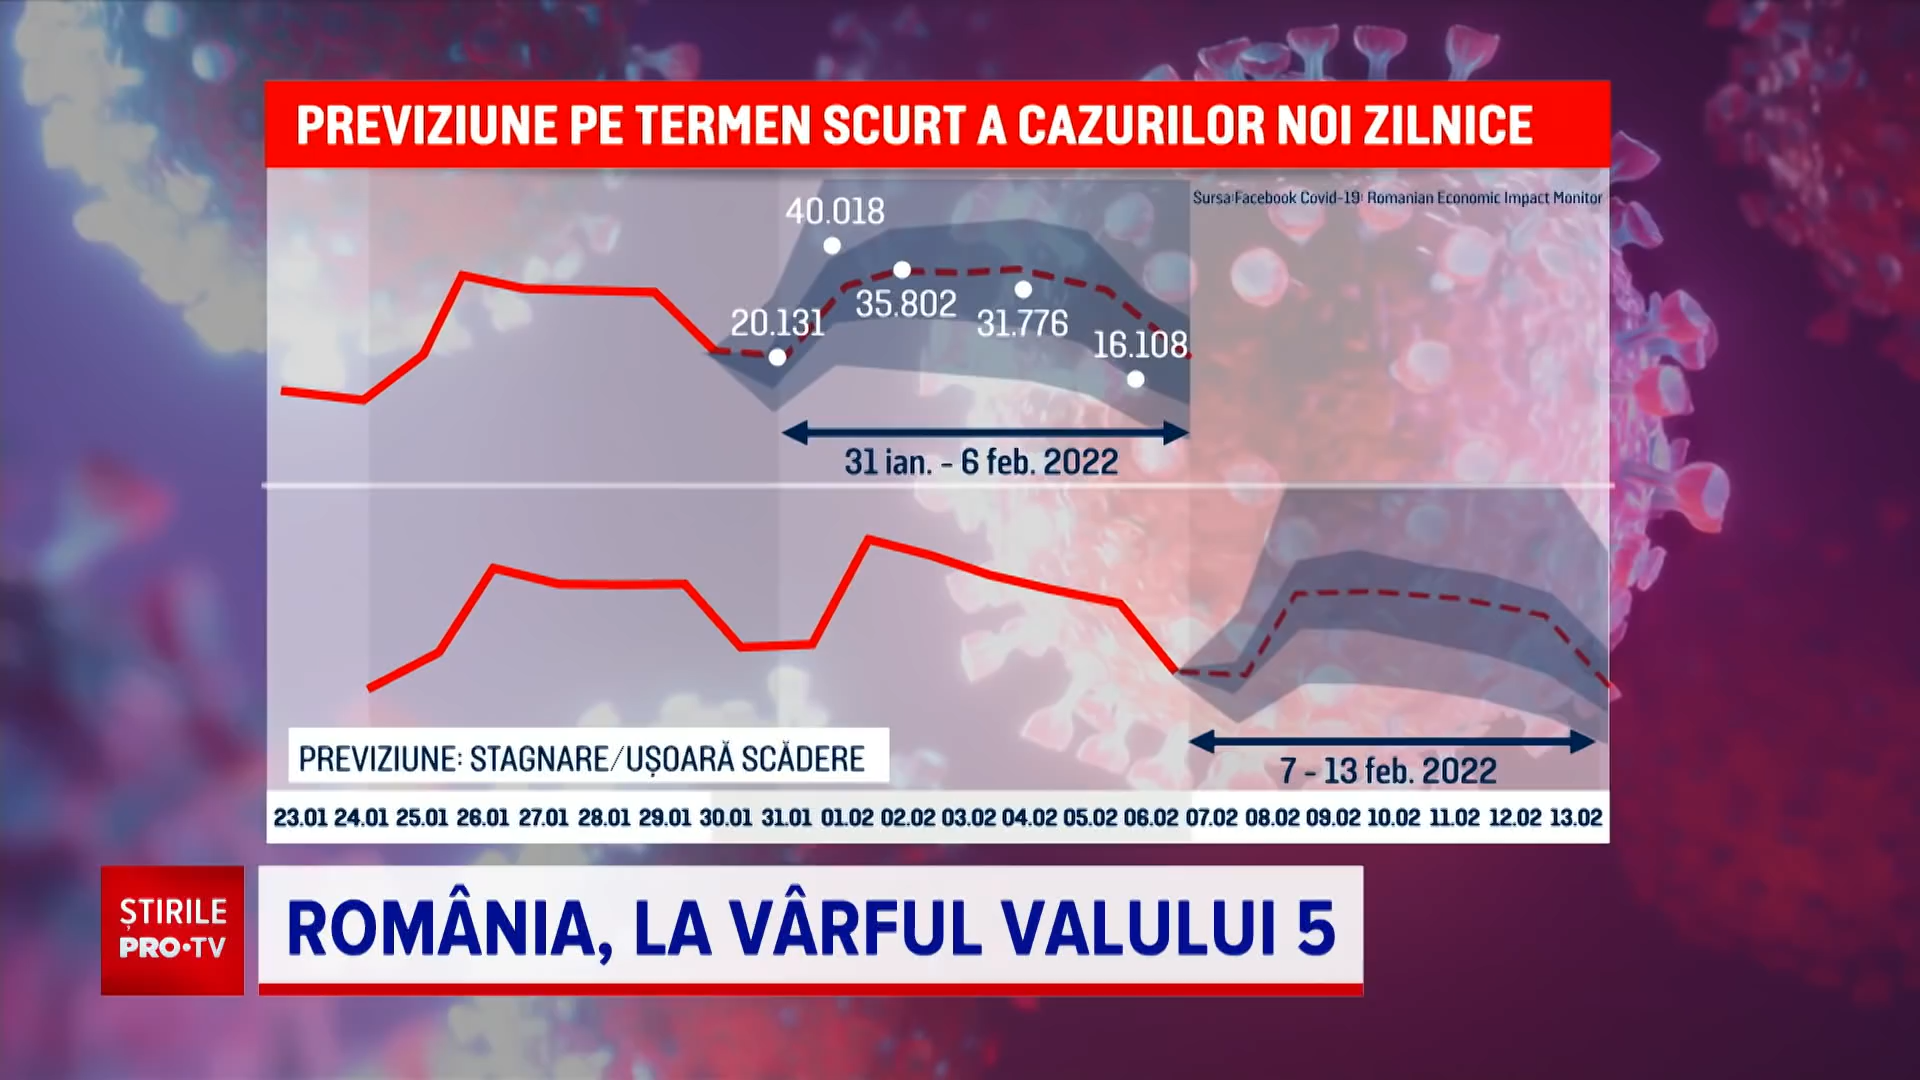 PREVIZIUNE PE TERMEN SCURT A CAZURILOR NOI ZILNICE
Sursa:Facebook Covid-19: Romanian Economic Impact Monitor
40.018
20.131
35.802
31.776
16.108
31 ian. - 6 feb. 2022
PREVIZIUNE: STAGNARE/UȘOARĂ SCĂDERE
7 - 13 feb. 2022
23.01 24.01 25.01 26.01 27.01 28.01 29.01 30.01 31.01 01.02 02.02 03.02 04.02 05.02 06.02 07.02 08.02 09.02 10.02 11.02 12.02 13.02
ȘTIRILE
PRO•TV
ROMÂNIA, LA VÂRFUL VALULUI 5